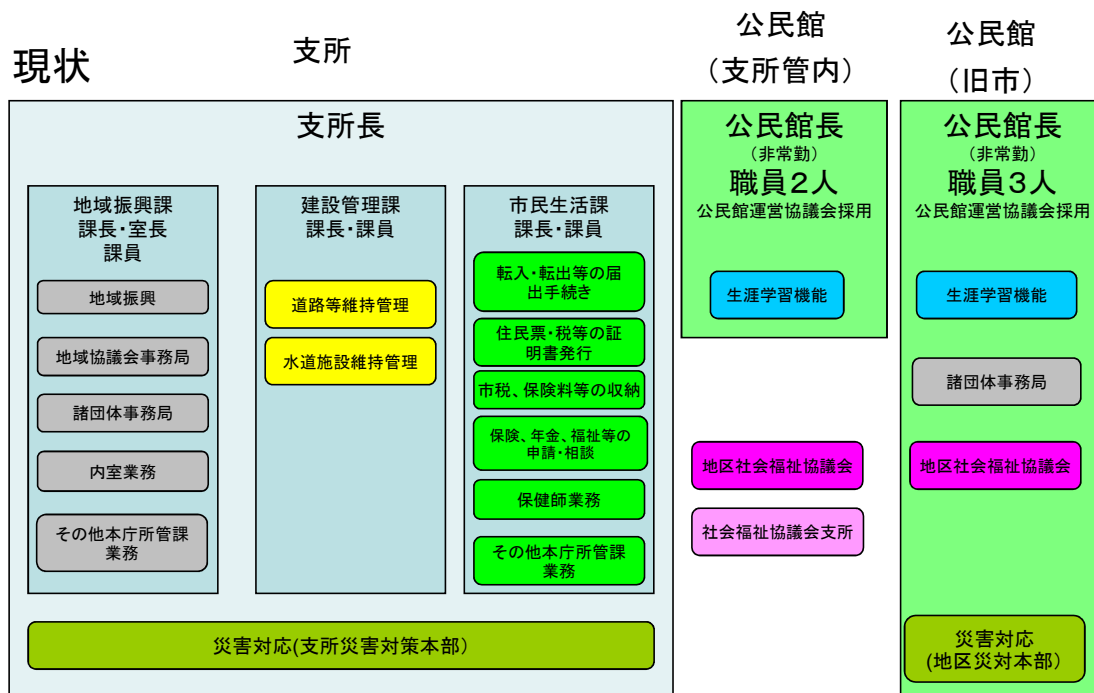 現状
支所
支所長
地域振興課
課長・室長
課員
地域振興
地域協議会事務局
諸団体事務局
内室業務
その他本庁所管課
業務
建設管理課
課長・課員
道路等維持管理
水道施設維持管理
市民生活課
課長・課員
転入・転出等の届
出手続き
住民票・税等の証
明書発行
市税、保険料等の収納
保険、年金、福祉等の
申請・相談
保健師業務
その他本庁所管課
業務
災害対応(支所災害対策本部）
公民館
（支所管内）
公民館長
（非常勤）
職員２人
公民館運営協議会採用
生涯学習機能
地区社会福祉協議会
社会福祉協議会支所
公民館
（旧市）
公民館長
（非常勤）
職員３人
公民館運営協議会採用
生涯学習機能
諸団体事務局
地区社会福祉協議会
災害対応
(地区災対本部）